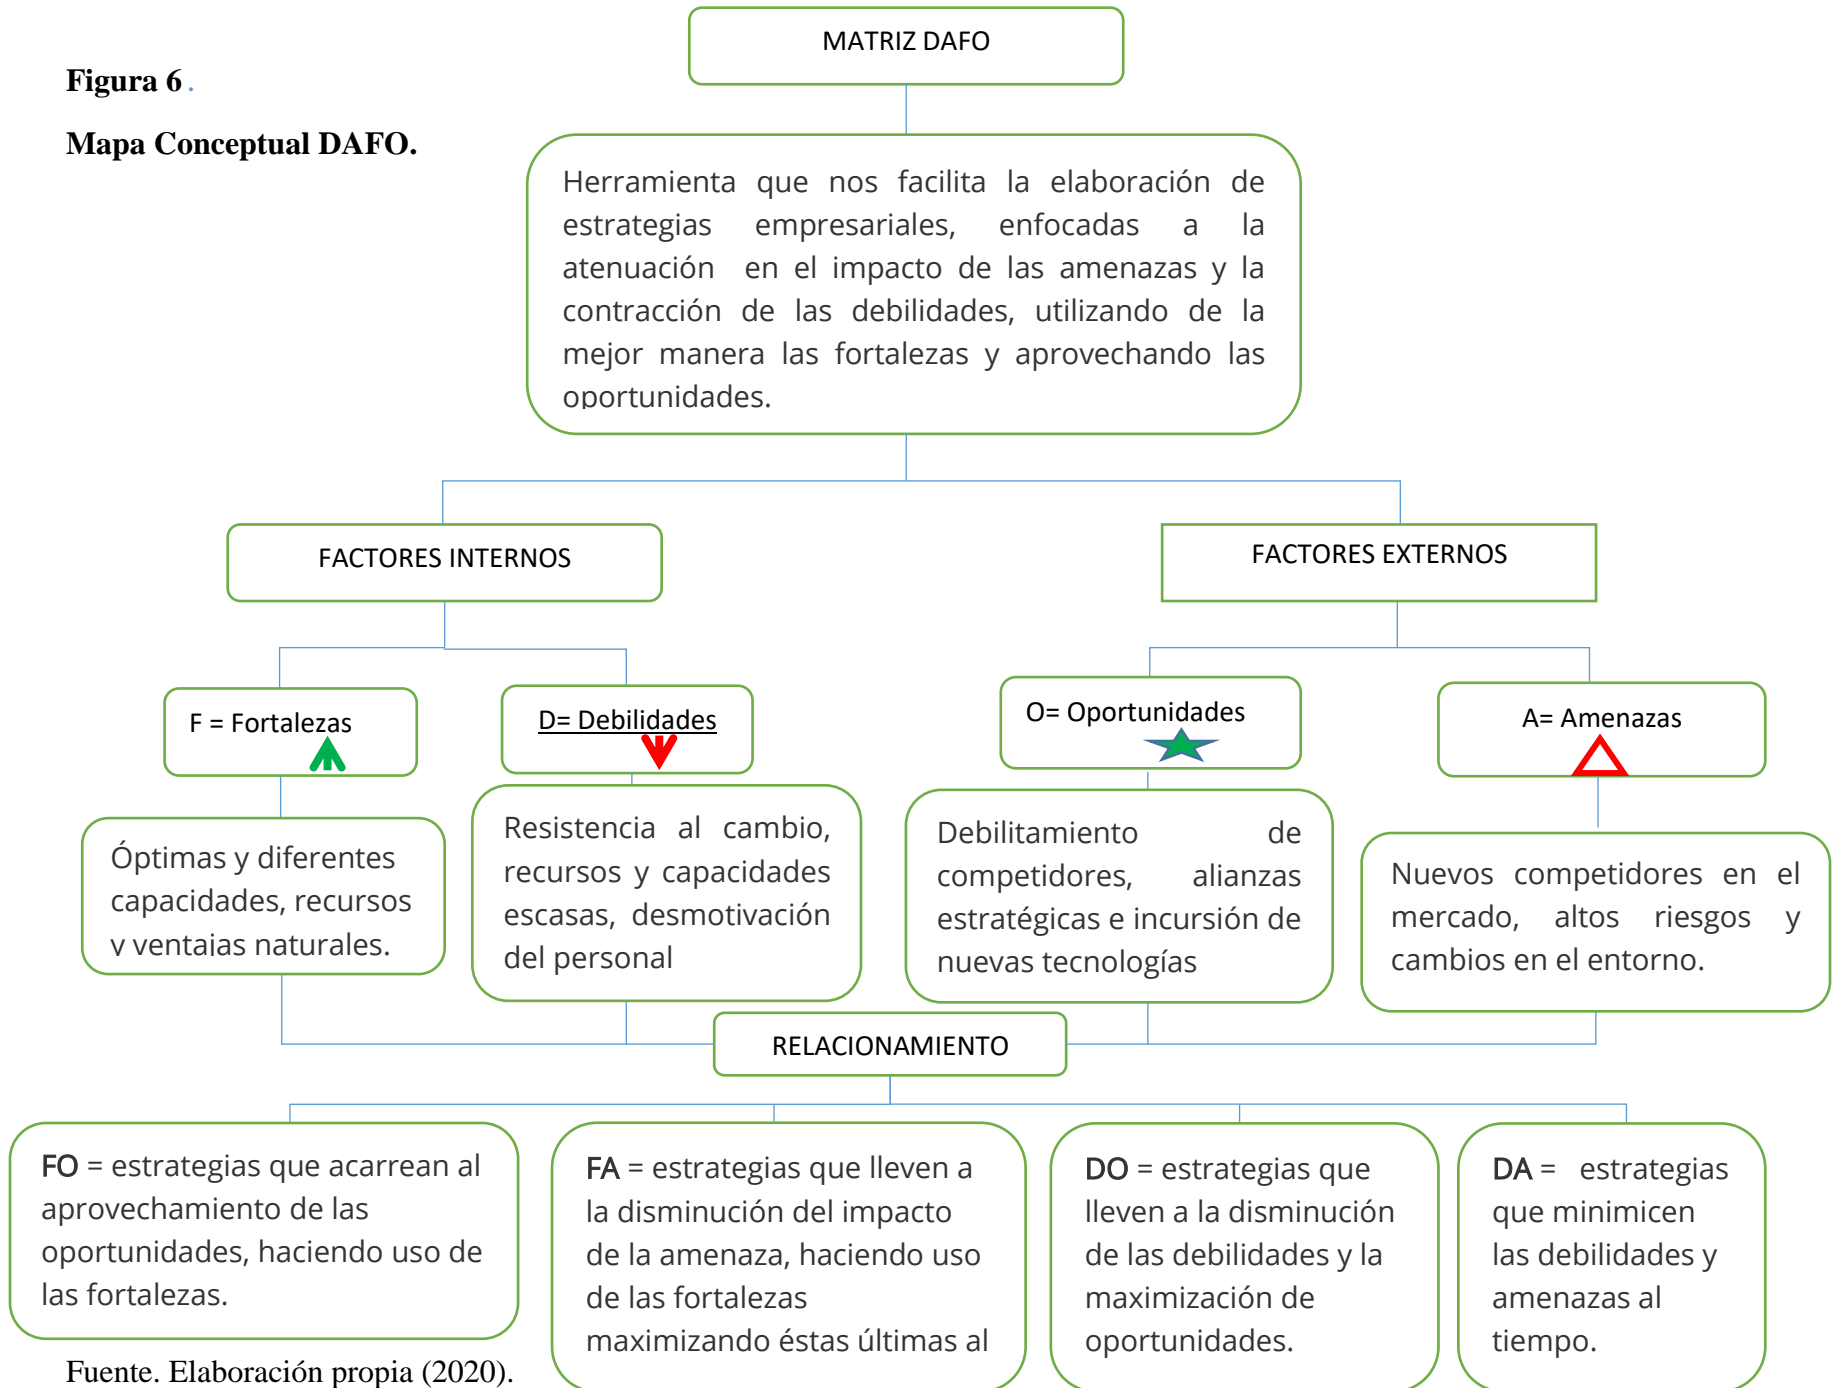 MATRIZ DAFO
Figura 6.
Mapa Conceptual DAFO.
Herramienta que nos facilita la elaboración de
estrategias empresariales, enfocadas a la
atenuación en el impacto de las amenazas y la
contracción de las debilidades, utilizando de la
mejor manera las fortalezas y aprovechando las
oportunidades.
FACTORES INTERNOS
FACTORES EXTERNOS
F = Fortalezas
D= Debilidades
O= Oportunidades
A= Amenazas
Óptimas y diferentes
capacidades, recursos
y ventajas naturales.
Resistencia al cambio,
recursos y capacidades
escasas, desmotivación
del personal
Debilitamiento de
competidores, alianzas
estratégicas e incursión de
nuevas tecnologías
Nuevos competidores en el
mercado, altos riesgos y
cambios en el entorno.
RELACIONAMIENTO
FO = estrategias que acarrean al
aprovechamiento de las
oportunidades, haciendo uso de
las fortalezas.
FA = estrategias que lleven a
la disminución del impacto
de la amenaza, haciendo uso
de las fortalezas
maximizando éstas últimas al
DO = estrategias que
lleven a la disminución
de las debilidades y la
maximización de
oportunidades.
DA = estrategias
que minimicen
las debilidades y
amenazas al
tiempo.
Fuente. Elaboración propia (2020).